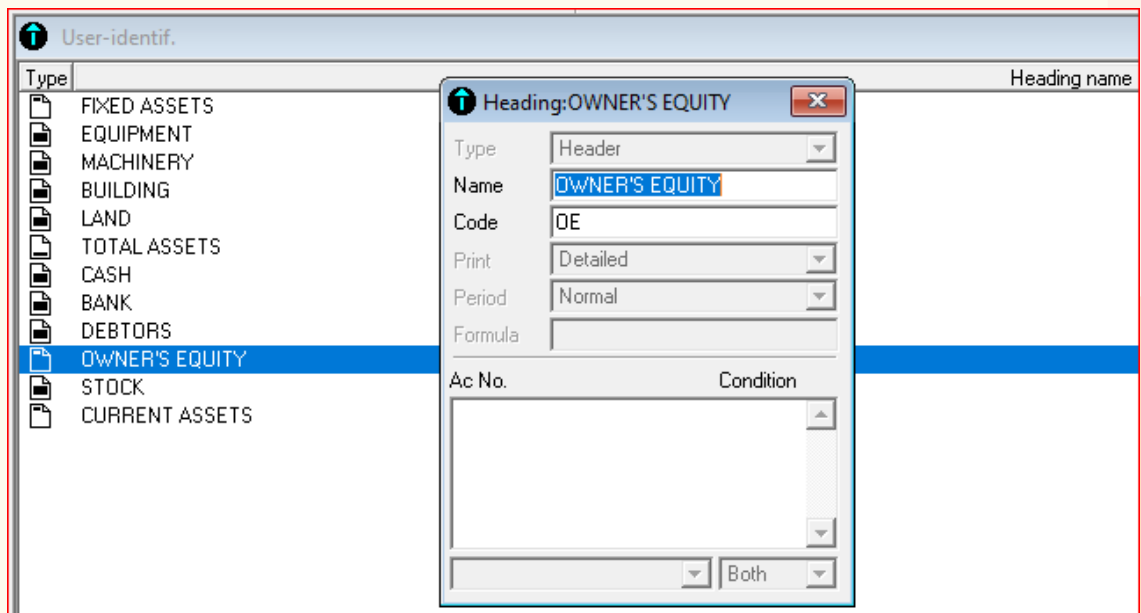 User-identif.
Type Heading name
FIXED ASSETS
EQUIPMENT
MACHINERY
BUILDING
LAND
TOTAL ASSETS
CASH
BANK
DEBTORS
OWNER'S EQUITY
STOCK
CURRENT ASSETS
Heading:OWNER'S EQUITY
Type Header
Name OWNER'S EQUITY
Code OE
Print Detailed
Period Normal
Formula
Ac No. Condition
Both